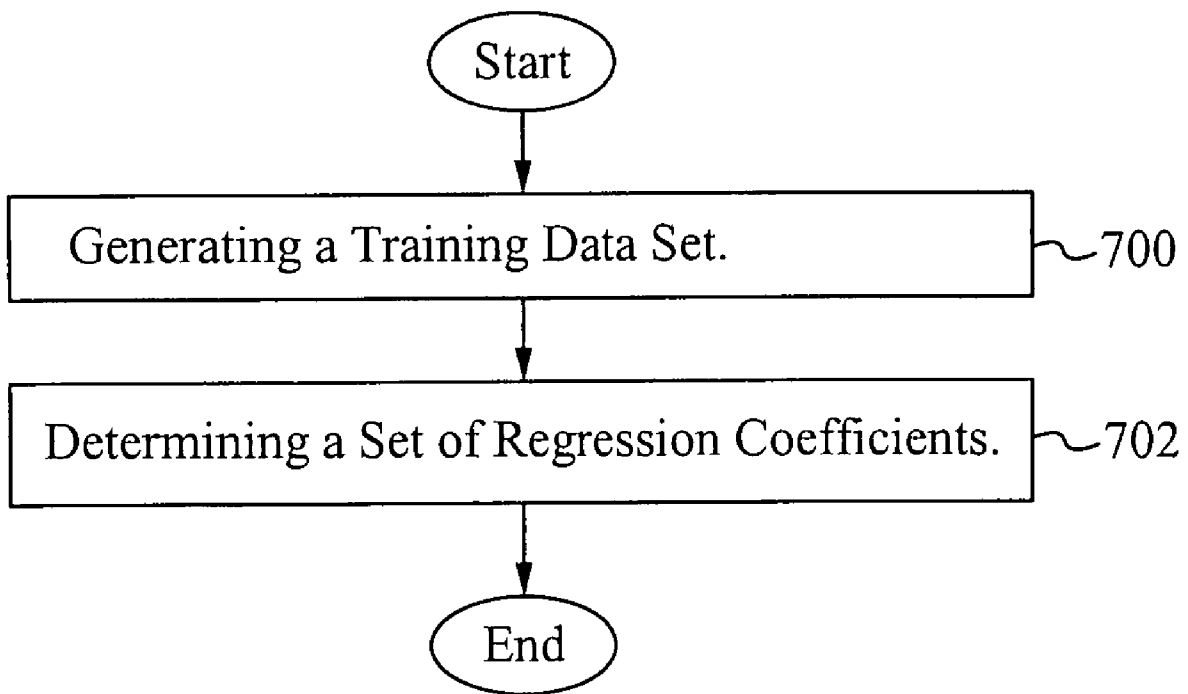 Start
Generating a Training Data Set.
700
Determining a Set of Regression Coefficients.
702
End